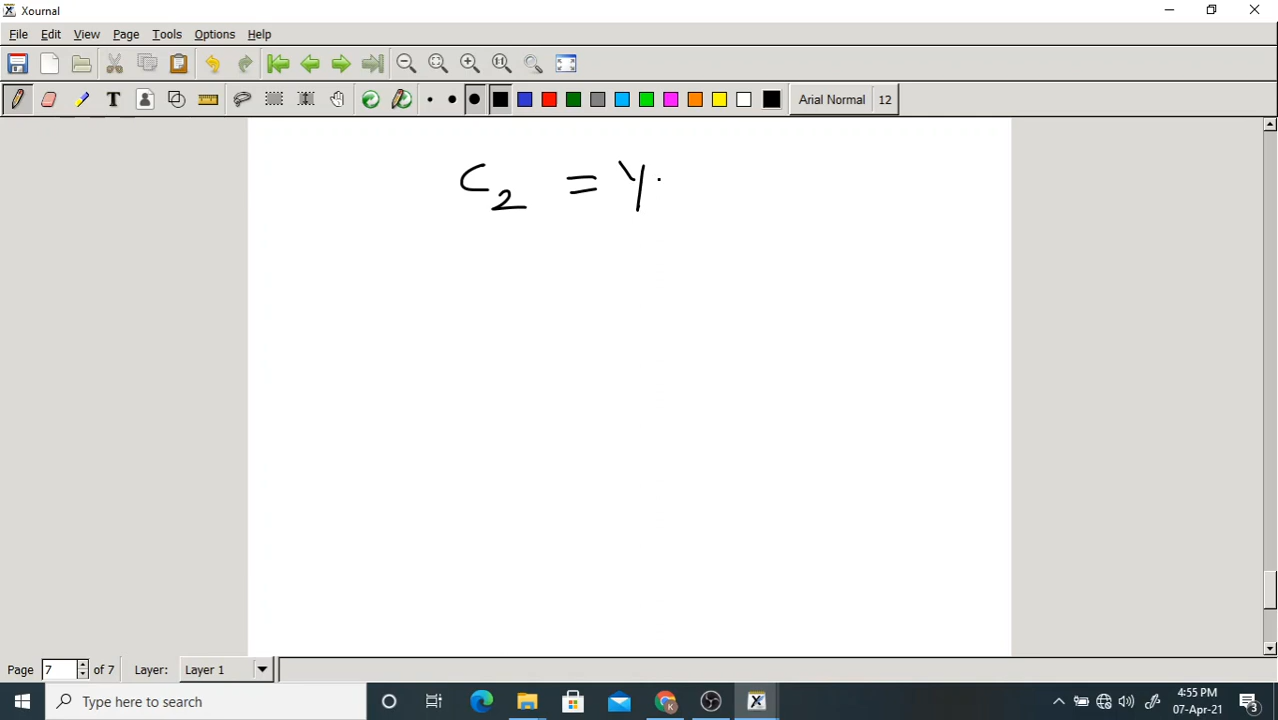 Xournal
File Edit View Page Tools Options Help
T Arial Normal 12
C₂ = y.
Page 7 of 7 Layer: Layer 1
Type here to search
4:55 PM
07-Apr-21
3